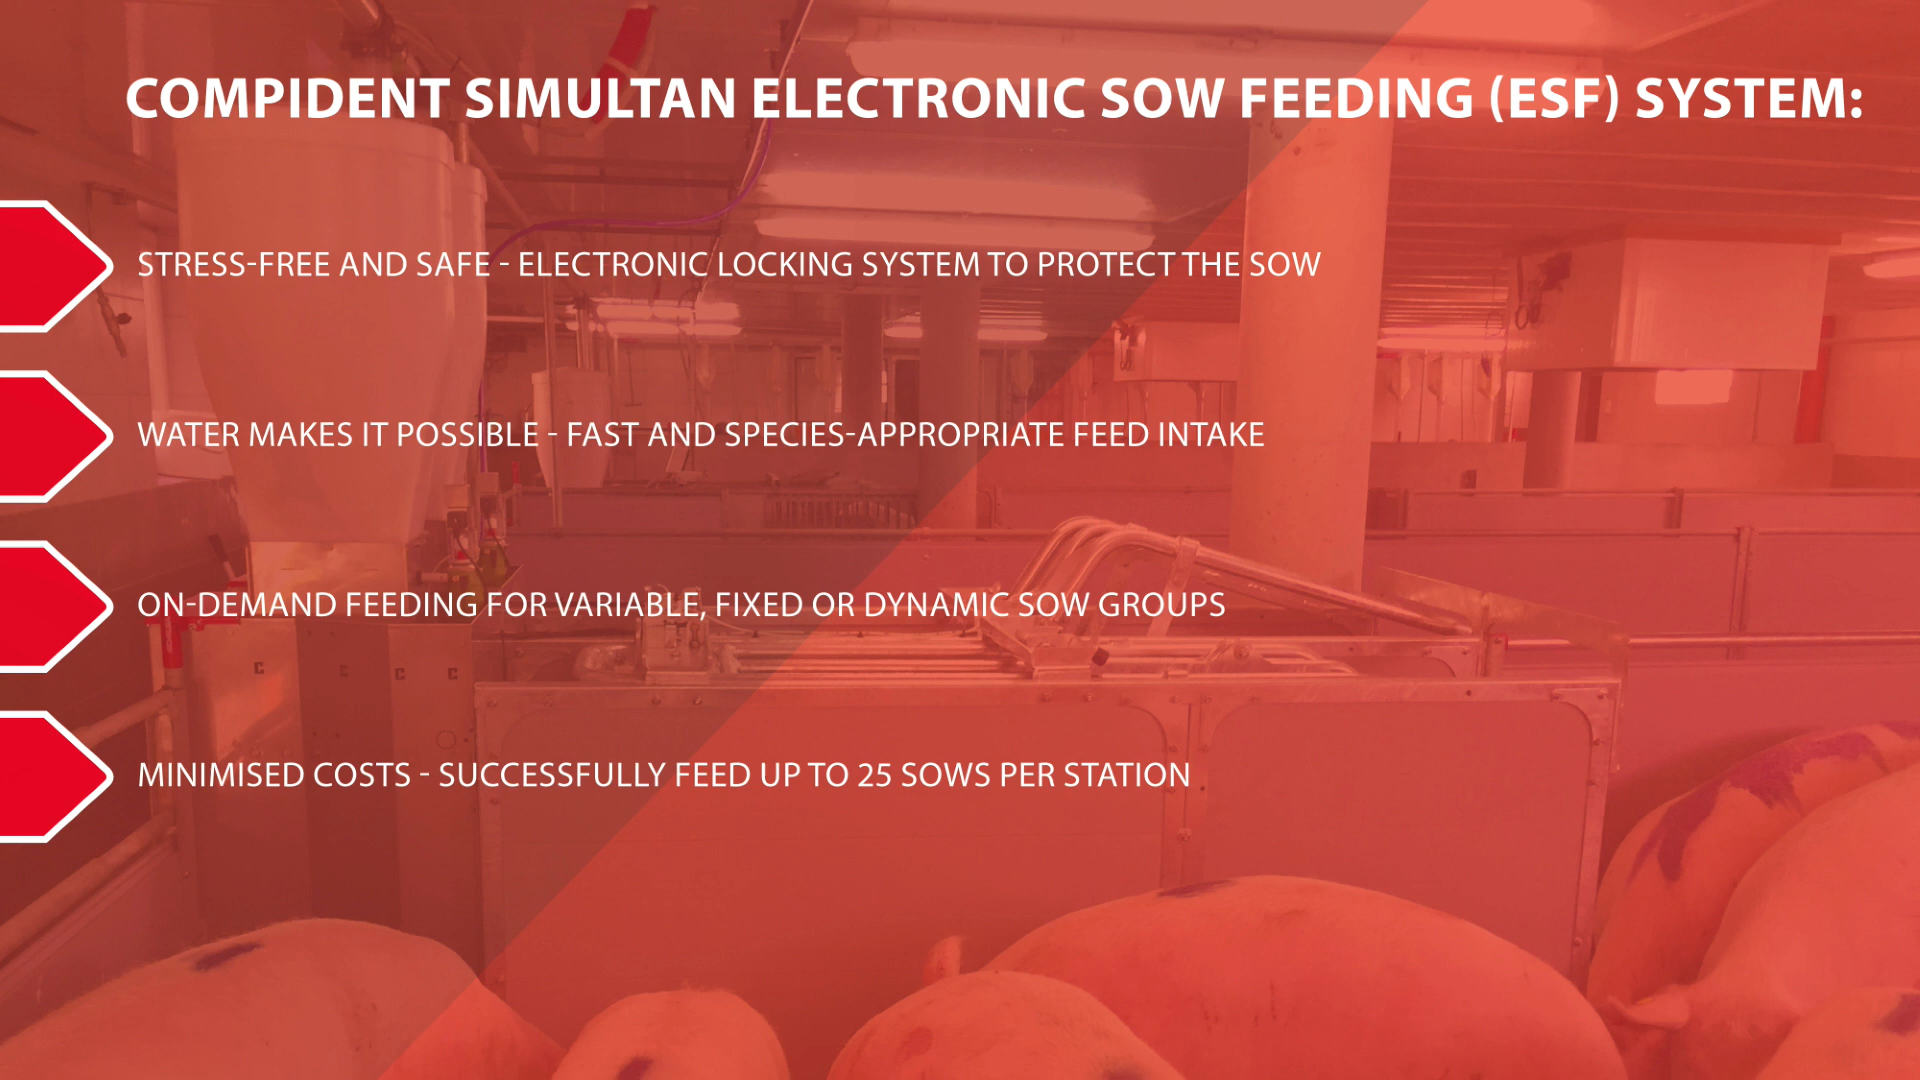 COMPIDENT SIMULTAN ELECTRONIC SOW FEEDING (ESF) SYSTEM:
STRESS-FREE AND SAFE - ELECTRONIC LOCKING SYSTEM TO PROTECT THE SOW
WATER MAKES IT POSSIBLE - FAST AND SPECIES-APPROPRIATE FEED INTAKE
ON-DEMAND FEEDING FOR VARIABLE, FIXED OR DYNAMIC SOW GROUPS
MINIMISED COSTS - SUCCESSFULLY FEED UP TO 25 SOWS PER STATION